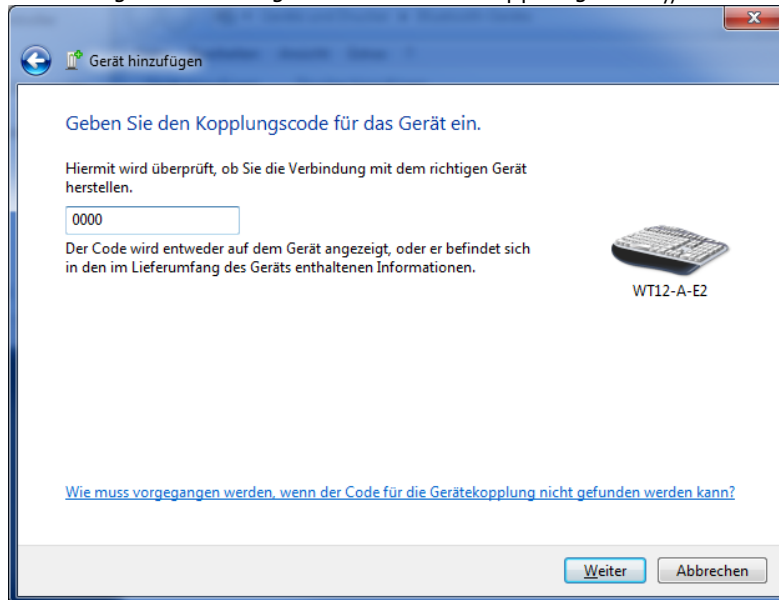 Gerät hinzufügen
Geben Sie den Kopplungscode für das Gerät ein.
Hiermit wird überprüft, ob Sie die Verbindung mit dem richtigen Gerät
herstellen.
0000
Der Code wird entweder auf dem Gerät angezeigt, oder er befindet sich
in den im Lieferumfang des Geräts enthaltenen Informationen.
WT12-A-E2
Wie muss vorgegangen werden, wenn der Code für die Gerätekopplung nicht gefunden werden kann?
Weiter
Abbrechen